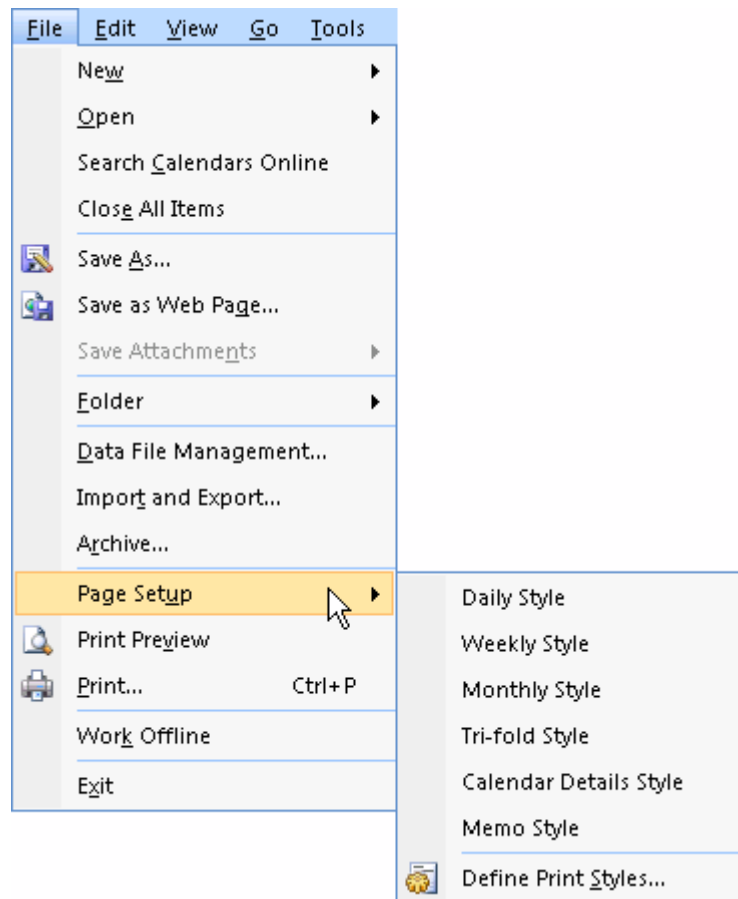 File Edit View Go Tools
New
Open
Search Calendars Online
Close All Items
Save As...
Save as Web Page...
Save Attachments
Folder
Data File Management...
Import and Export...
Archive...
Page Setup
Daily Style
Print Preview
Weekly Style
Print... Ctrl+P
Monthly Style
Work Offline
Tri-fold Style
Exit
Calendar Details Style
Memo Style
Define Print Styles...